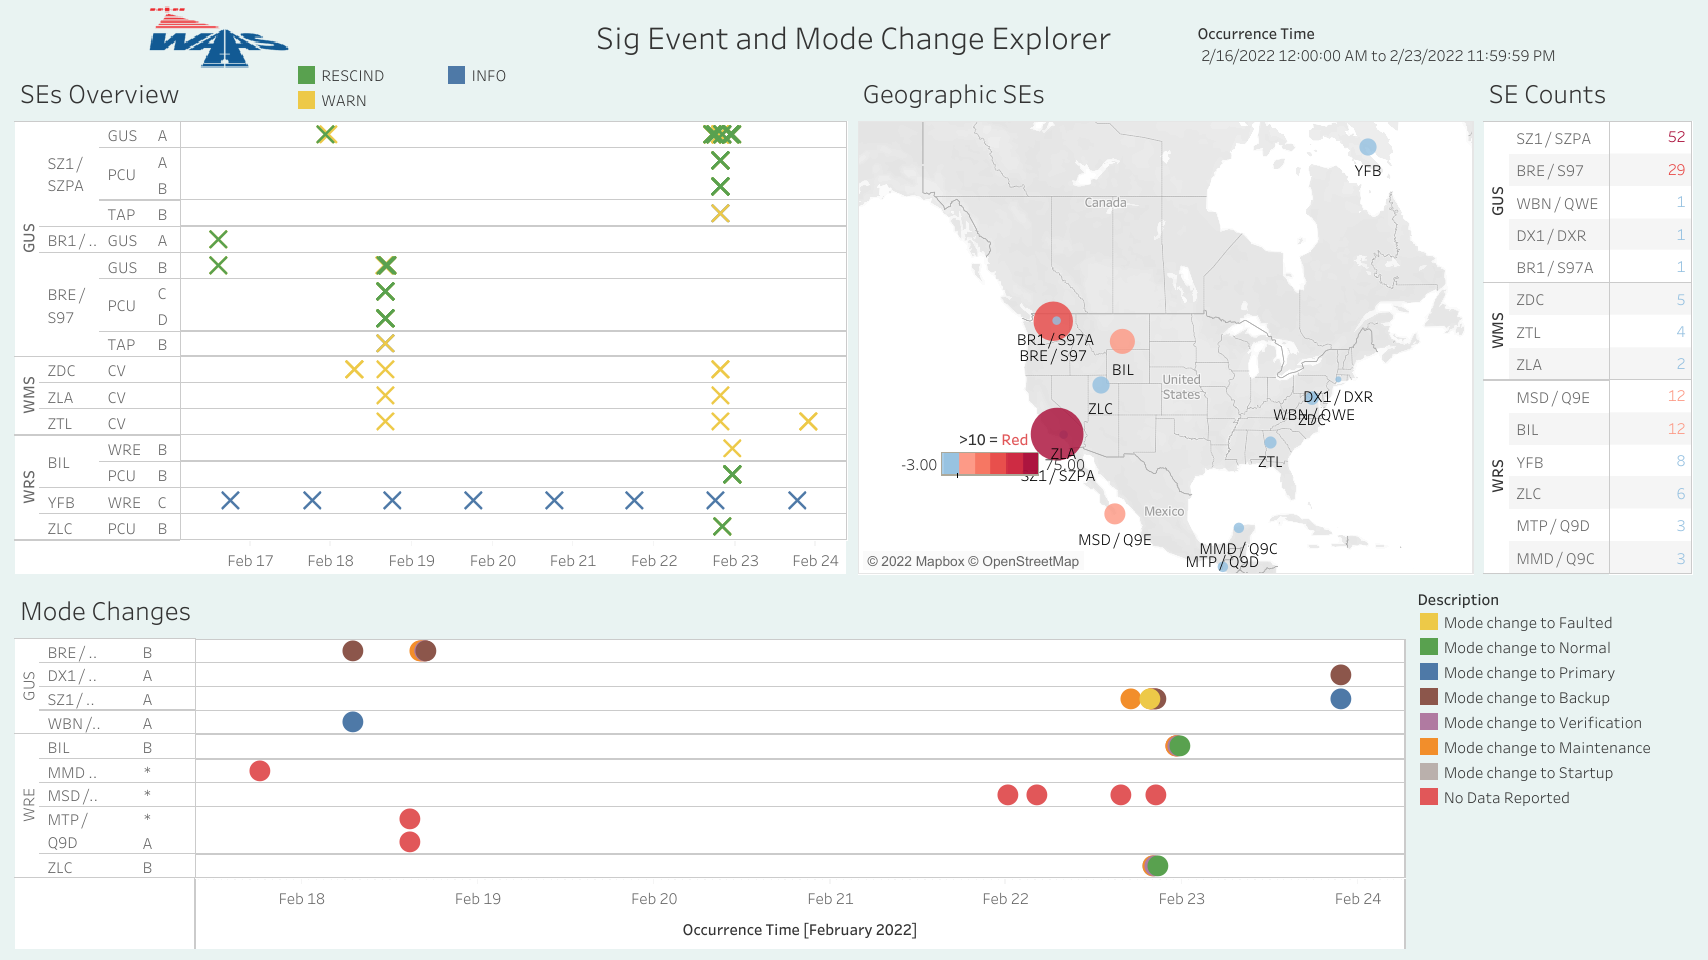 WAAS
Sig Event and Mode Change Explorer
Occurrence Time
2/16/2022 12:00:00 AM to 2/23/2022 11:59:59 PM
RESCIND
INFO
WARN
SEs Overview
GUS
SZ1 / SZPA
GUS A
PCU A
B
TAP B
BR1 / .. GUS A
BRE / S97
GUS B
PCU C
D
TAP B
WMS
ZDC CV
ZLA CV
ZTL CV
WRS
BIL WRE B
PCU B
YFB WRE C
ZLC PCU B
Feb 17 Feb 18 Feb 19 Feb 20 Feb 21 Feb 22 Feb 23 Feb 24
Geographic SEs
YFB
Canada
BR1 / S97A
BRE / S97
BIL
United States
ZLC
DX1 / DXR
WBN / QWE
ZDC
>10 = Red
ZLA
-3.00
75.00
SZ1 / SZPA
ZTL
Mexico
MSD / Q9E
MMD / Q9C
MTP / Q9D
© 2022 Mapbox © OpenStreetMap
SE Counts
GUS
SZ1 / SZPA 52
BRE / S97 29
WBN / QWE 1
DX1 / DXR 1
BR1 / S97A 1
WMS
ZDC 5
ZTL 4
ZLA 2
WRS
MSD / Q9E 12
BIL 12
YFB 8
ZLC 6
MTP / Q9D 3
MMD / Q9C 3
Mode Changes
GUS
BRE / .. B
DX1 / .. A
SZ1 / .. A
WBN / .. A
WRE
BIL B
MMD .. *
MSD / .. *
MTP / *
Q9D A
ZLC B
Feb 18 Feb 19 Feb 20 Feb 21 Feb 22 Feb 23 Feb 24
Occurrence Time [February 2022]
Description
Mode change to Faulted
Mode change to Normal
Mode change to Primary
Mode change to Backup
Mode change to Verification
Mode change to Maintenance
Mode change to Startup
No Data Reported